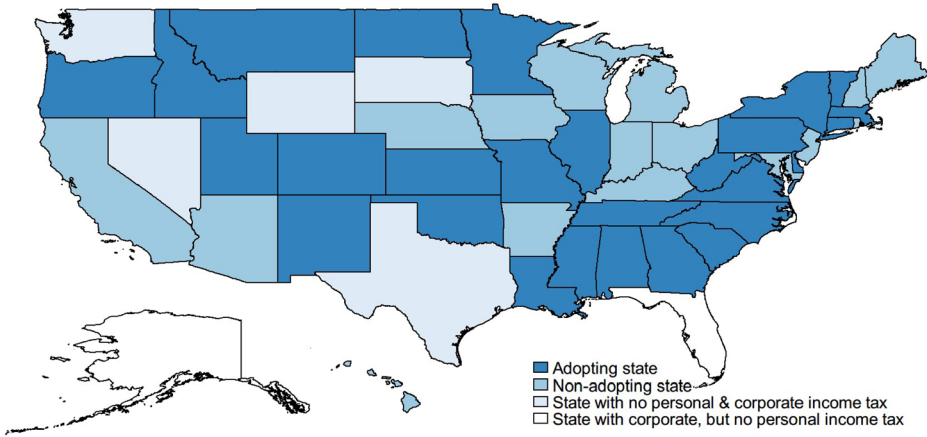 Adopting state
Non-adopting state
State with no personal & corporate income tax
State with corporate, but no personal income tax